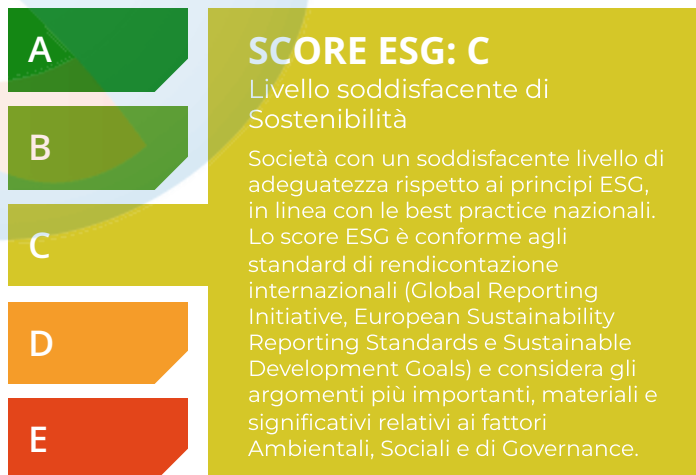 A
B
C
D
E
SCORE ESG: C
Livello soddisfacente di
Sostenibilità
Società con un soddisfacente livello di
adeguatezza rispetto ai principi ESG,
in linea con le best practice nazionali.
Lo score ESG è conforme agli
standard di rendicontazione
internazionali (Global Reporting
Initiative, European Sustainability
Reporting Standards e Sustainable
Development Goals) e considera gli
argomenti più importanti, materiali e
significativi relativi ai fattori
Ambientali, Sociali e di Governance.